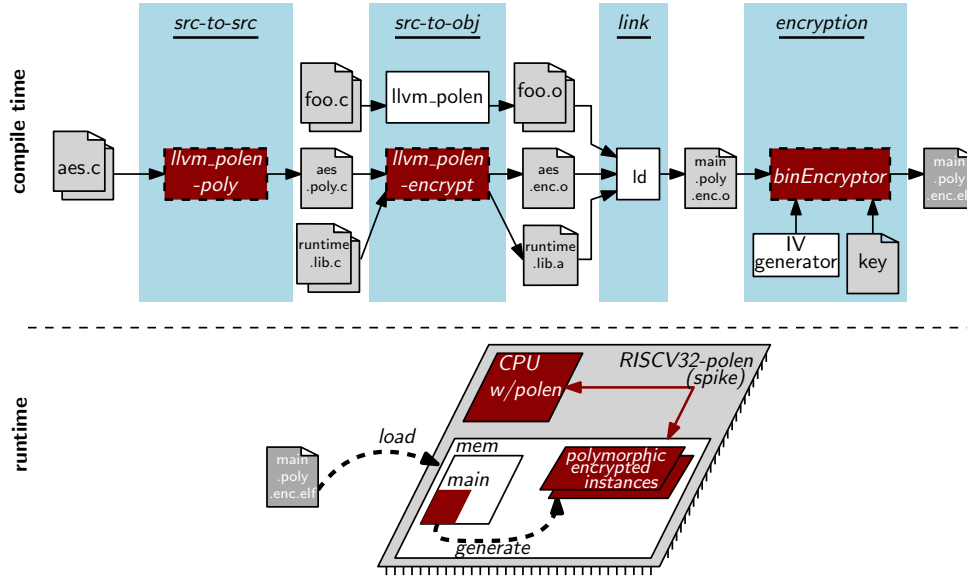 src-to-src
src-to-obj
link
encryption
compile time
foo.c
llvm_polen
foo.o
aes.c
llvm_polen
-poly
aes
.poly.c
llvm_polen
-encrypt
aes
.enc.o
ld
main
.poly
.enc.o
binEncryptor
main
.poly
.enc.elf
runtime
.lib.c
runtime
.lib.a
IV
generator
key
runtime
CPU
w/polen
RISCV32-polen
(spike)
load
mem
main
.poly
.enc.elf
main
polymorphic
encrypted
instances
generate